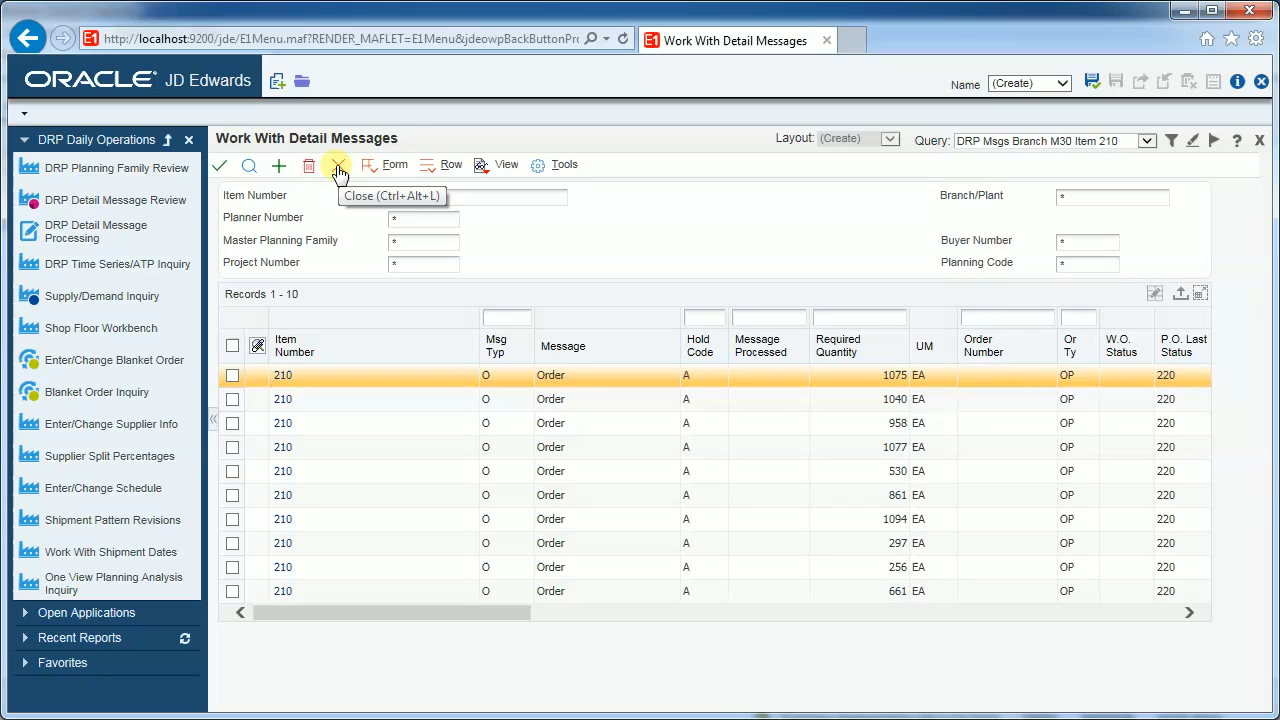 http://localhost:9200/jde/E1Menu.maf?RENDER_MAFLET=E1Menu&jdeowpBackButtonPro
E1 Work With Detail Messages
ORACLE JD Edwards
Name (Create)
DRP Daily Operations
Work With Detail Messages
Layout: (Create)
Query: DRP Msgs Branch M30 Item 210
Form Row View Tools
Close (Ctrl+Alt+L)
DRP Planning Family Review
DRP Detail Message Review
DRP Detail Message
Processing
DRP Time Series/ATP Inquiry
Supply/Demand Inquiry
Shop Floor Workbench
Enter/Change Blanket Order
Blanket Order Inquiry
Enter/Change Supplier Info
Supplier Split Percentages
Enter/Change Schedule
Shipment Pattern Revisions
Work With Shipment Dates
One View Planning Analysis
Inquiry
Open Applications
Recent Reports
Favorites
Item Number
Branch/Plant *
Planner Number *
Master Planning Family *
Buyer Number *
Project Number *
Planning Code *
Records 1 - 10
Item Number Msg Typ Message Hold Code Message Processed Required Quantity UM Order Number Or Ty W.O. Status P.O. Last Status
210 O Order A 1075 EA OP 220
210 O Order A 1040 EA OP 220
210 O Order A 958 EA OP 220
210 O Order A 1077 EA OP 220
210 O Order A 530 EA OP 220
210 O Order A 861 EA OP 220
210 O Order A 1094 EA OP 220
210 O Order A 297 EA OP 220
210 O Order A 256 EA OP 220
210 O Order A 661 EA OP 220